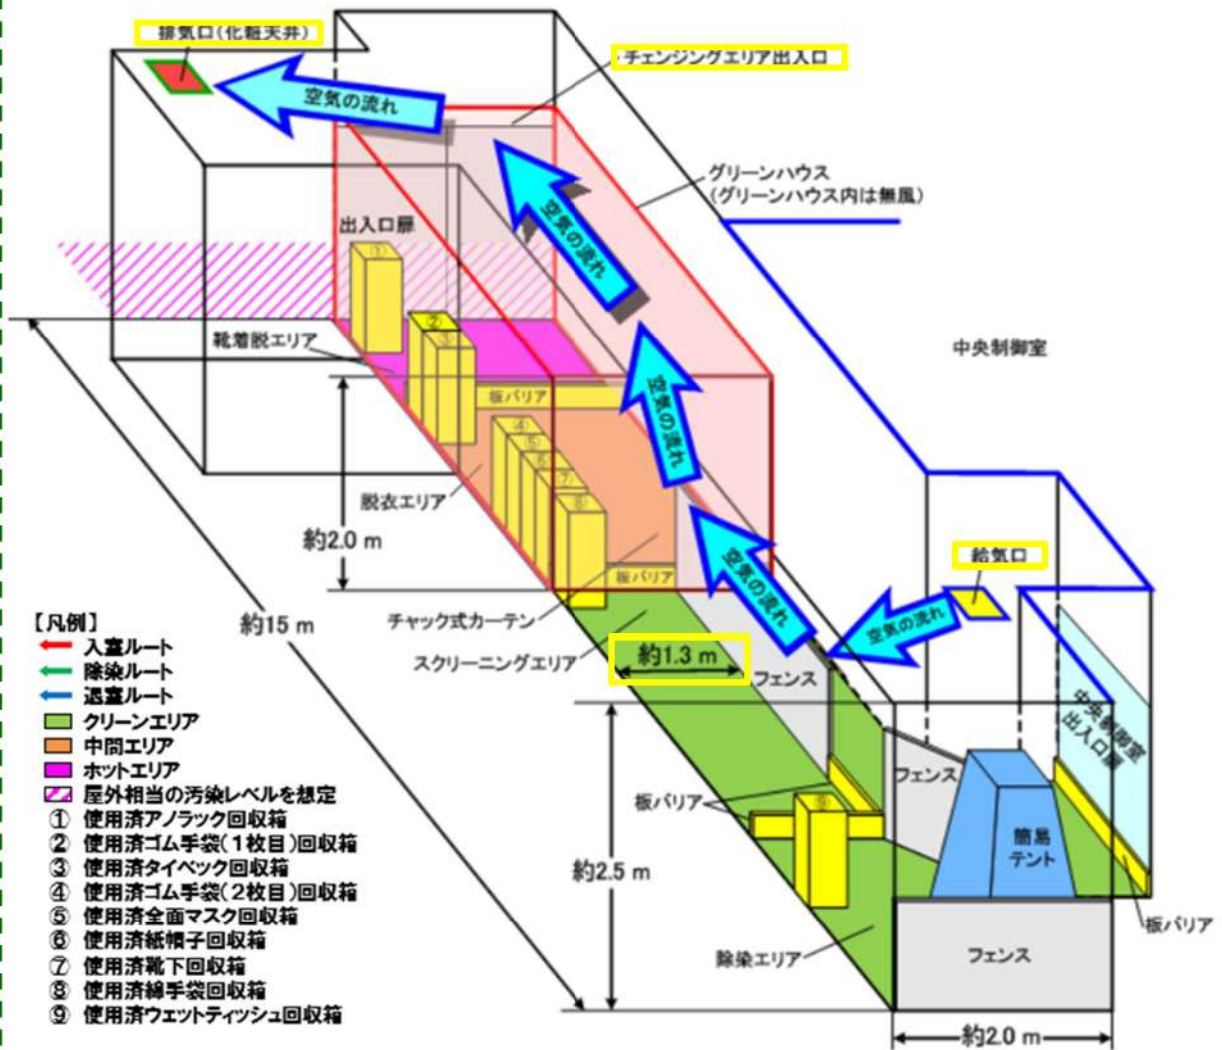 排気口(化粧天井)
チェンジングエリア出入口
空気の流れ
グリーンハウス
(グリーンハウス内は無風)
空気の流れ
出入口扉
①
②
③
靴着脱エリア
中央制御室
空気の流れ
板バリア
④
⑤
⑥
⑦
⑧
脱衣エリア
約2.0 m
空気の流れ
給気口
板バリア
空気の流れ
チャック式カーテン
約15 m
スクリーニングエリア
約1.3 m
フェンス
中央制御室
出入口扉
フェンス
板バリア
⑨
簡易
テント
約2.5 m
板バリア
除染エリア
フェンス
約2.0 m
【凡例】
入室ルート
除染ルート
退室ルート
クリーンエリア
中間エリア
ホットエリア
屋外相当の汚染レベルを想定
① 使用済アノラック回収箱
② 使用済ゴム手袋(1枚目)回収箱
③ 使用済タイベック回収箱
④ 使用済ゴム手袋(2枚目)回収箱
⑤ 使用済全面マスク回収箱
⑥ 使用済紙帽子回収箱
⑦ 使用済靴下回収箱
⑧ 使用済綿手袋回収箱
⑨ 使用済ウェットティッシュ回収箱